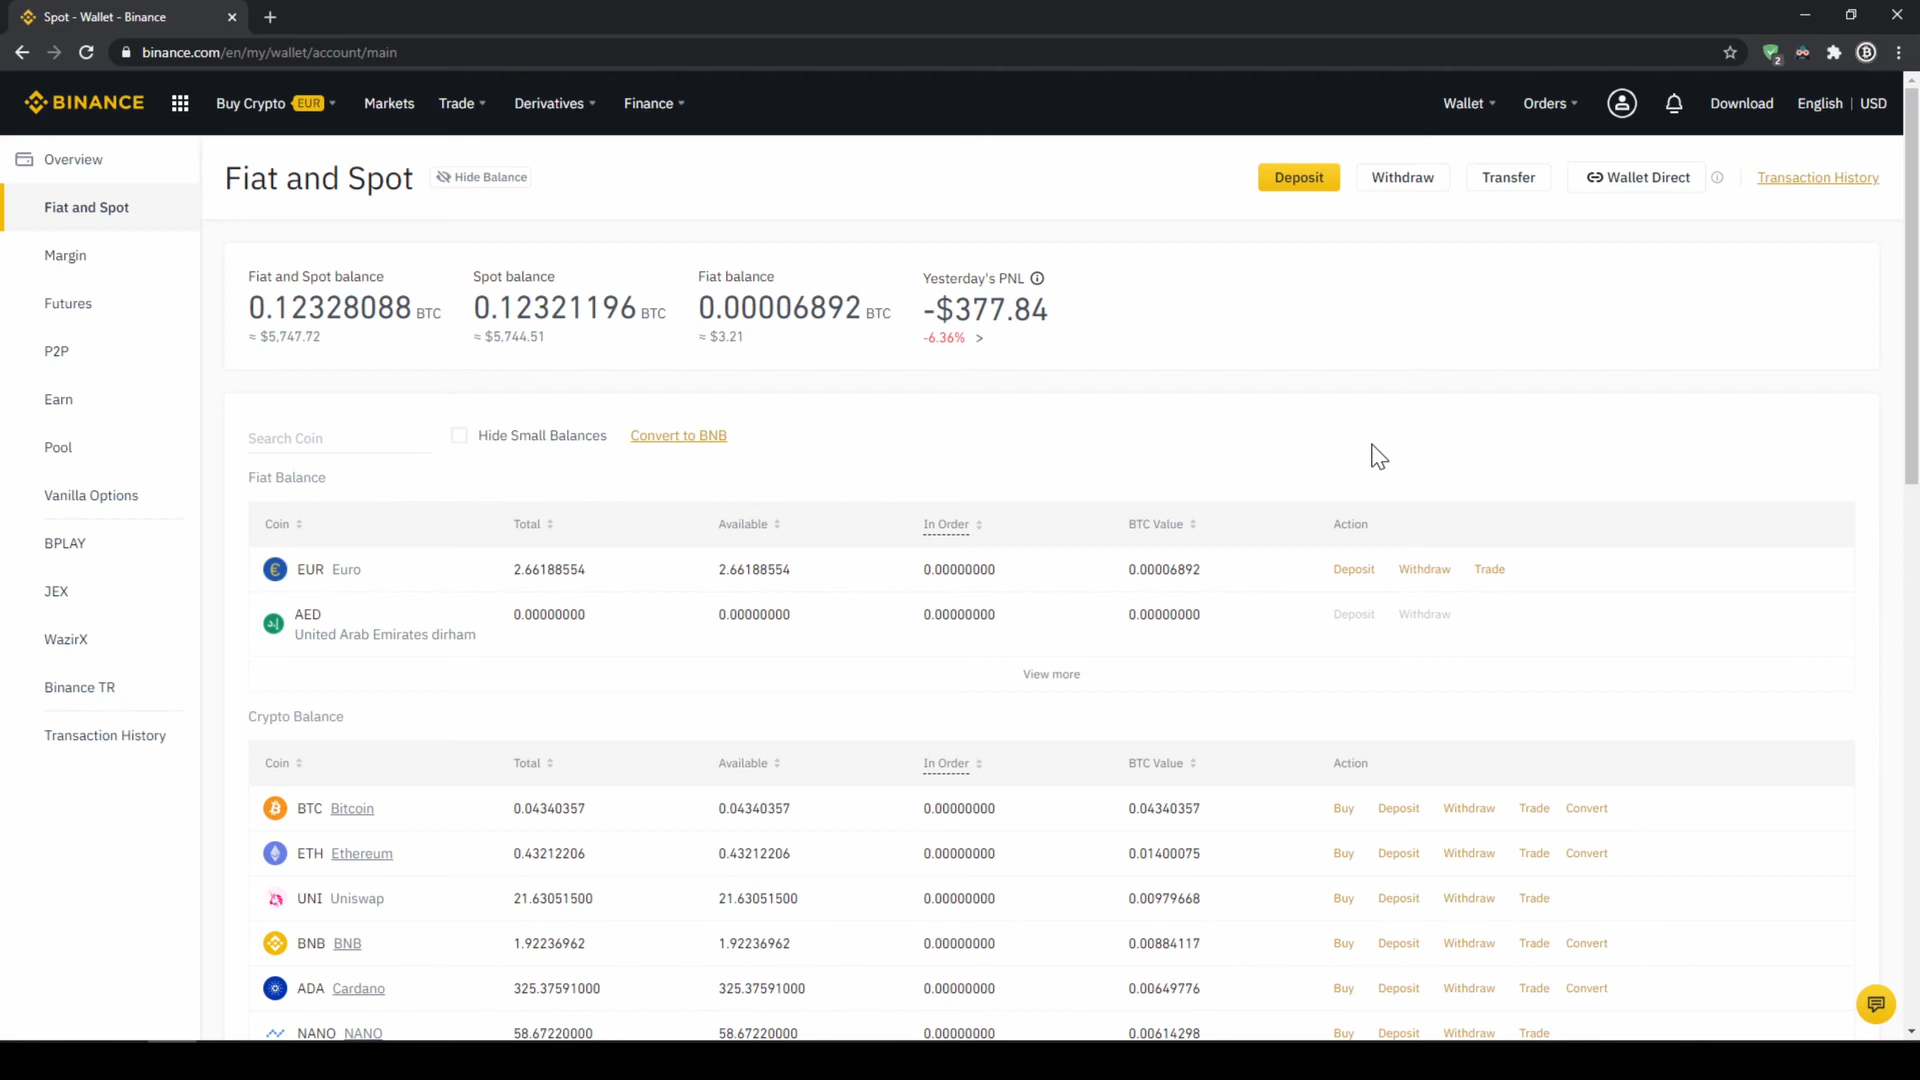 Spot - Wallet - Binance
binance.com/en/my/wallet/account/main
2
BINANCE
Buy Crypto EUR
Markets
Trade
Derivatives
Finance
Wallet
Orders
Download
English | USD
Overview
Fiat and Spot
Margin
Futures
P2P
Earn
Pool
Vanilla Options
BPLAY
JEX
WazirX
Binance TR
Transaction History
Fiat and Spot
Hide Balance
Deposit
Withdraw
Transfer
Wallet Direct
Transaction History
Fiat and Spot balance
0.12328088 BTC
≈ $5,747.72
Spot balance
0.12321196 BTC
≈ $5,744.51
Fiat balance
0.00006892 BTC
≈ $3.21
Yesterday's PNL
-$377.84
-6.36% >
Search Coin
Hide Small Balances
Convert to BNB
Fiat Balance
Coin Total Available In Order BTC Value Action
EUR Euro 2.66188554 2.66188554 0.00000000 0.00006892 Deposit Withdraw Trade
AED 0.00000000 0.00000000 0.00000000 0.00000000 Deposit Withdraw
United Arab Emirates dirham
View more
Crypto Balance
Coin Total Available In Order BTC Value Action
BTC Bitcoin 0.04340357 0.04340357 0.00000000 0.04340357 Buy Deposit Withdraw Trade Convert
ETH Ethereum 0.43212206 0.43212206 0.00000000 0.01400075 Buy Deposit Withdraw Trade Convert
UNI Uniswap 21.63051500 21.63051500 0.00000000 0.00979668 Buy Deposit Withdraw Trade
BNB BNB 1.92236962 1.92236962 0.00000000 0.00884117 Buy Deposit Withdraw Trade Convert
ADA Cardano 325.37591000 325.37591000 0.00000000 0.00649776 Buy Deposit Withdraw Trade Convert
NANO NANO 58.67220000 58.67220000 0.00000000 0.00614298 Buy Deposit Withdraw Trade